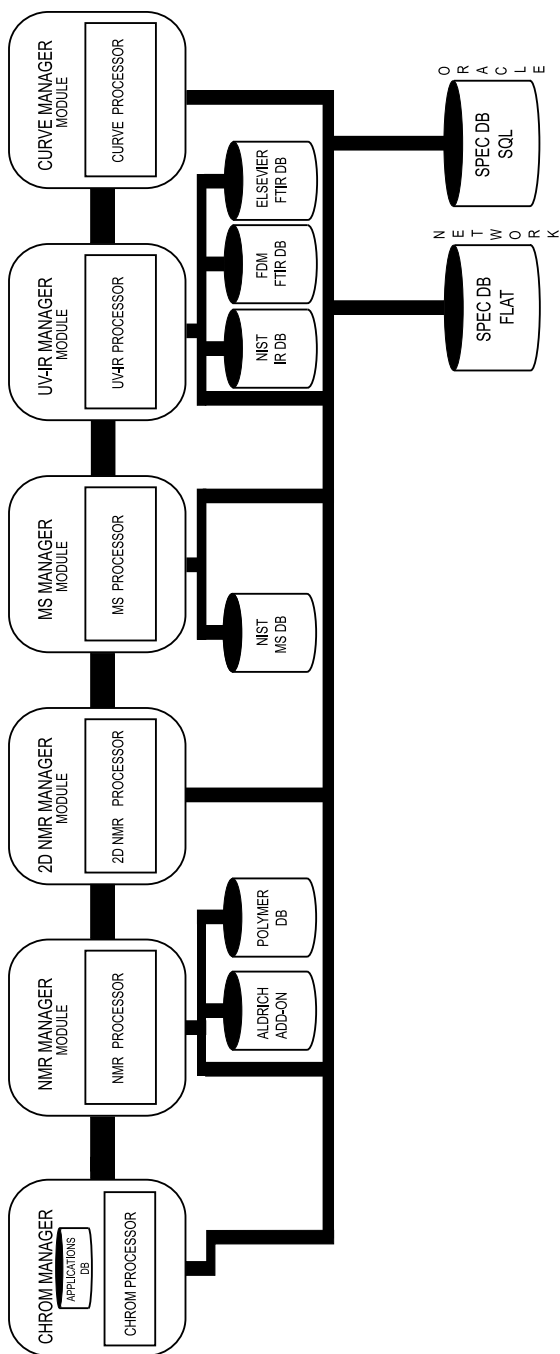 CHROM MANAGER
APPLICATIONS
DB
CHROM PROCESSOR
NMR MANAGER
MODULE
NMR PROCESSOR
2D NMR MANAGER
MODULE
2D NMR PROCESSOR
MS MANAGER
MODULE
MS PROCESSOR
UV-IR MANAGER
MODULE
UV-IR PROCESSOR
CURVE MANAGER
MODULE
CURVE PROCESSOR
ALDRICH
ADD-ON
POLYMER
DB
NIST
MS DB
NIST
IR DB
FDM
FTIR DB
ELSEVIER
FTIR DB
SPEC DB
FLAT
NETWORK
SPEC DB
SQL
ORACLE